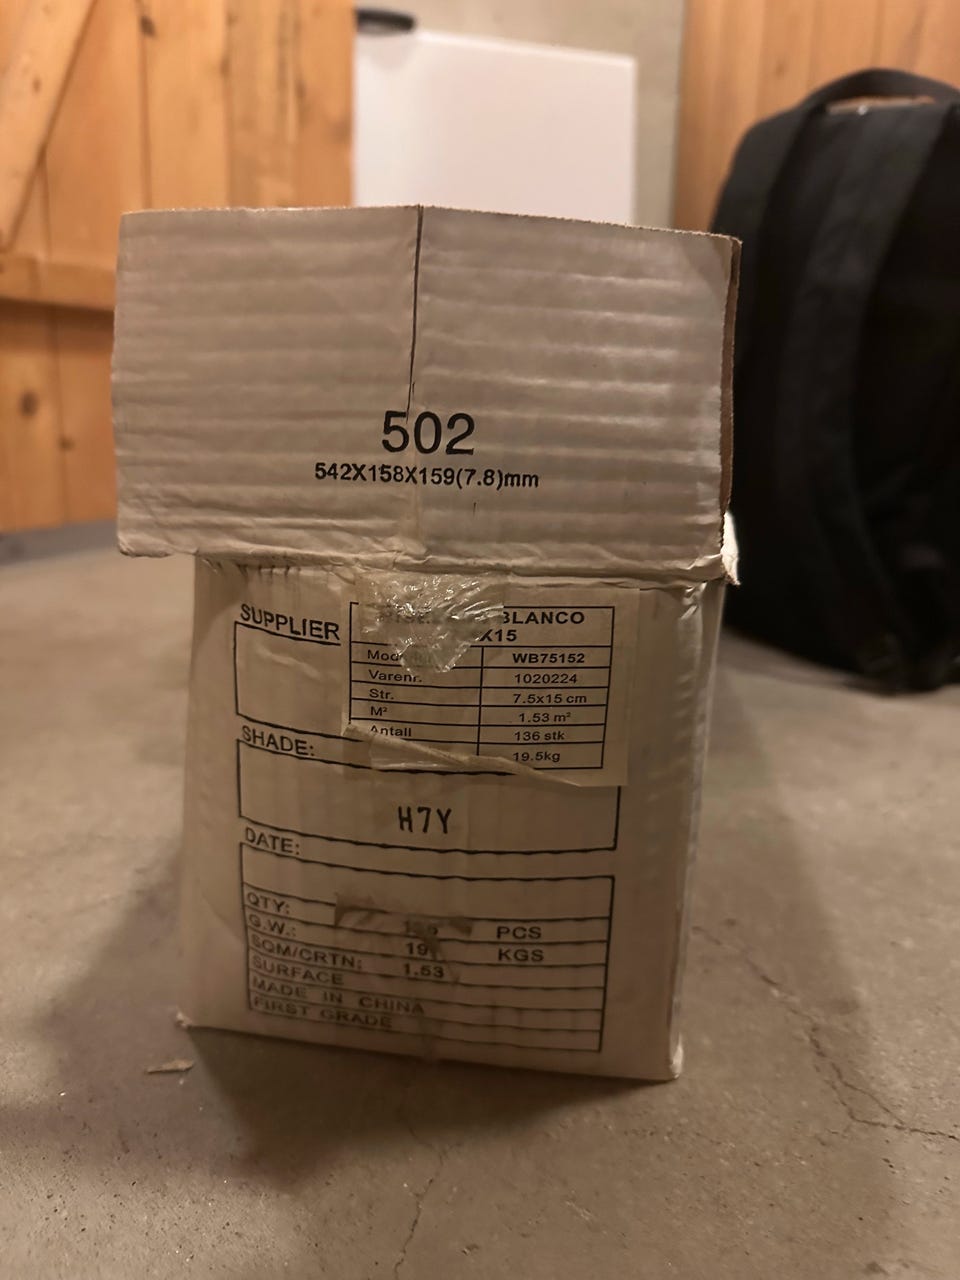 502
542X158X159(7.8)mm
SUPPLIER
BLANCO
X15
WB75152
Varenr. 1020224
Str. 7.5x15 cm
M² 1.53 m²
Antall 136 stk
19.5kg
SHADE:
H7Y
DATE:
QTY: PCS
G.W.: 19 KGS
SQM/CRTN: 1.53
SURFACE
MADE IN CHINA
FIRST GRADE